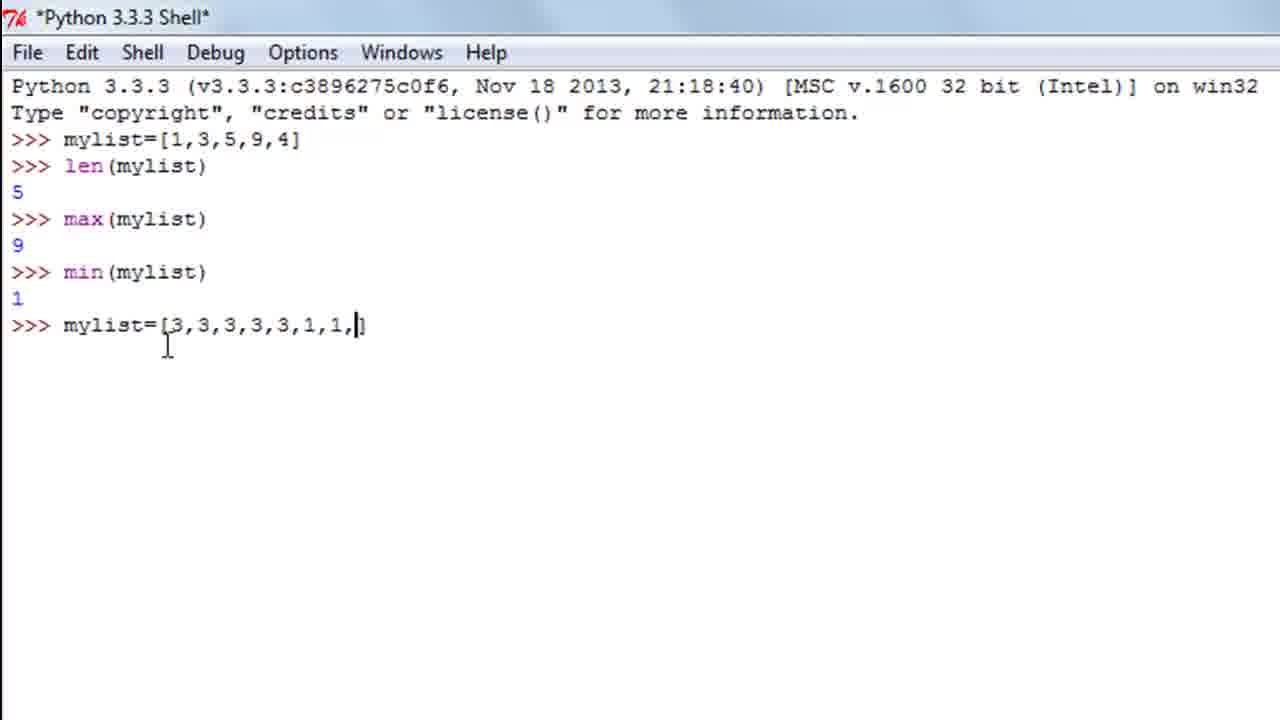 *Python 3.3.3 Shell*
File Edit Shell Debug Options Windows Help
Python 3.3.3 (v3.3.3:c3896275c0f6, Nov 18 2013, 21:18:40) [MSC v.1600 32 bit (Intel)] on win32
Type "copyright", "credits" or "license()" for more information.
>>> mylist=[1,3,5,9,4]
>>> len(mylist)
5
>>> max(mylist)
9
>>> min(mylist)
1
>>> mylist=[3,3,3,3,3,1,1,]